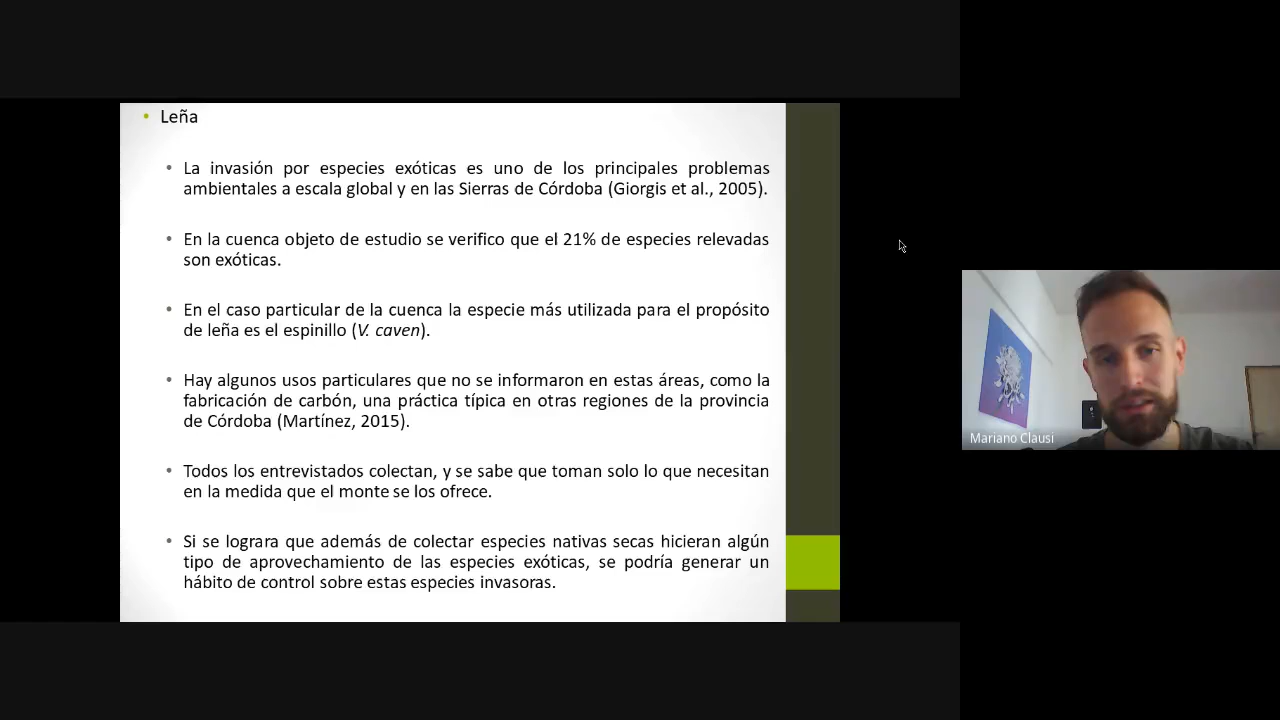 Leña
La invasión por especies exóticas es uno de los principales problemas
ambientales a escala global y en las Sierras de Córdoba (Giorgis et al., 2005).
En la cuenca objeto de estudio se verifico que el 21% de especies relevadas
son exóticas.
En el caso particular de la cuenca la especie más utilizada para el propósito
de leña es el espinillo (V. caven).
Hay algunos usos particulares que no se informaron en estas áreas, como la
fabricación de carbón, una práctica típica en otras regiones de la provincia
de Córdoba (Martínez, 2015).
Todos los entrevistados colectan, y se sabe que toman solo lo que necesitan
en la medida que el monte se los ofrece.
Si se lograra que además de colectar especies nativas secas hicieran algún
tipo de aprovechamiento de las especies exóticas, se podría generar un
hábito de control sobre estas especies invasoras.
Mariano Clausi